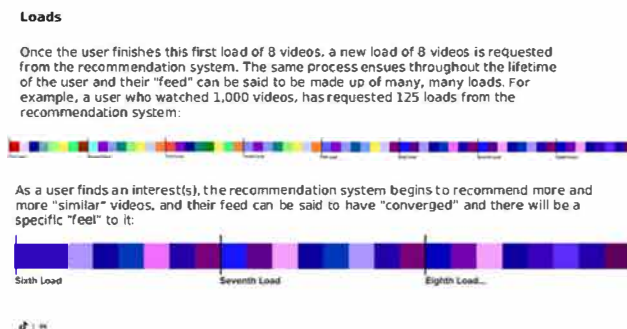 Loads
Once the user finishes this first load of 8 videos, a new load of 8 videos is requested
from the recommendation system. The same process ensues throughout the lifetime
of the user and their "feed" can be said to be made up of many, many loads. For
example, a user who watched 1,000 videos, has requested 125 loads from the
recommendation system:
As a user finds an interest(s), the recommendation system begins to recommend more and
more "similar" videos, and their feed can be said to have "converged" and there will be a
specific "feel" to it:
Sixth Load Seventh Load Eighth Load...